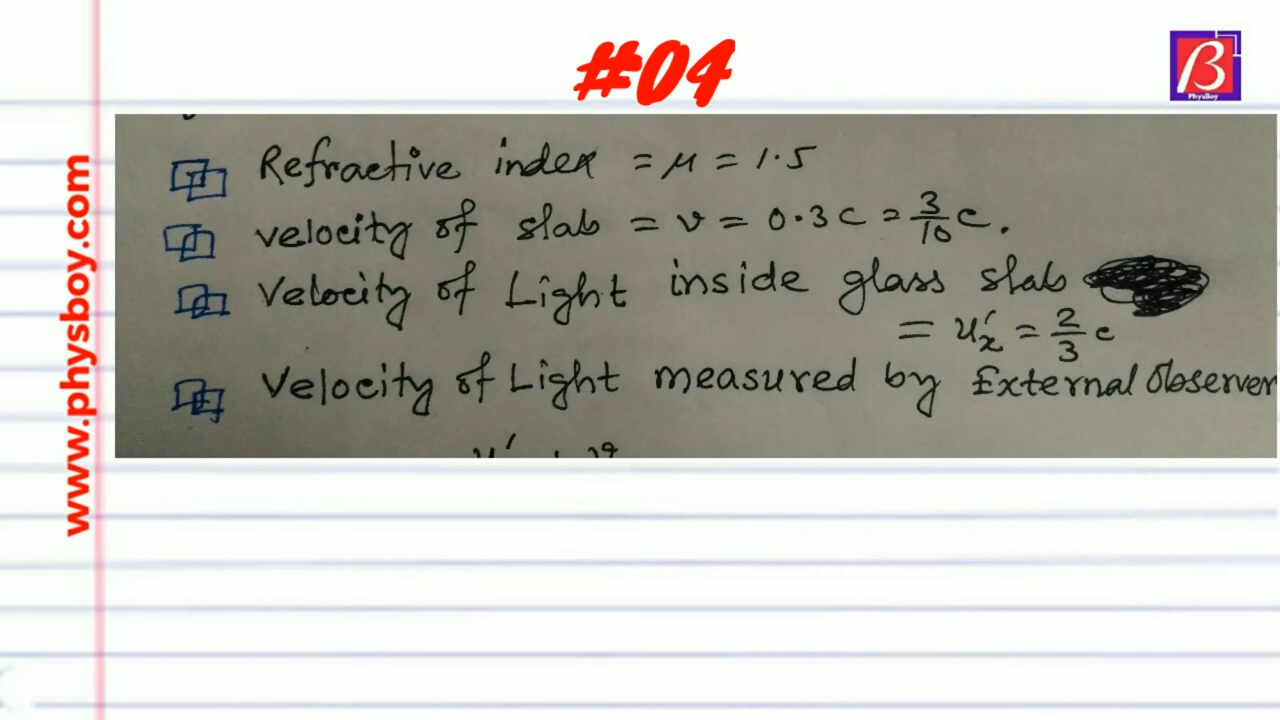 #04
β
PhysBoy
www.physboy.com
Refractive index = μ = 1.5
velocity of slab = v = 0.3c = 3/10 c.
Velocity of Light inside glass slab
= u'x = 2/3 c
Velocity of Light measured by External Observer